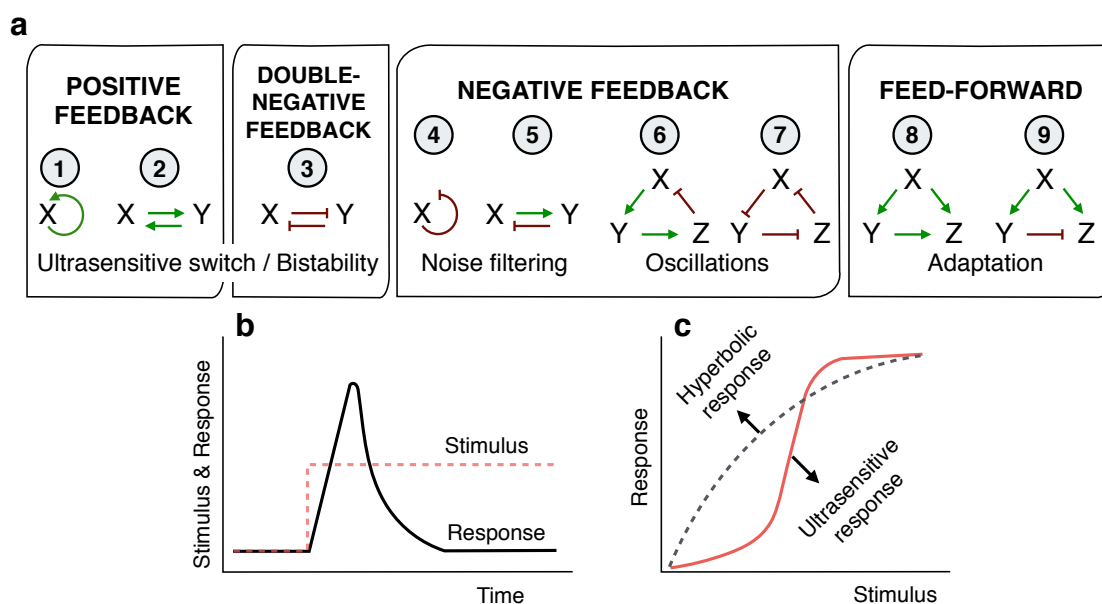 a
POSITIVE
FEEDBACK
1
2
X
X
Y
DOUBLE-
NEGATIVE
FEEDBACK
3
X
Y
Ultrasensitive switch / Bistability
NEGATIVE FEEDBACK
4
5
6
7
X
X
Y
X
Y
Z
X
Y
Z
Noise filtering
Oscillations
FEED-FORWARD
8
9
X
Y
Z
X
Y
Z
Adaptation
b
Stimulus & Response
Stimulus
Response
Time
c
Response
Hyperbolic
response
Ultrasensitive
response
Stimulus